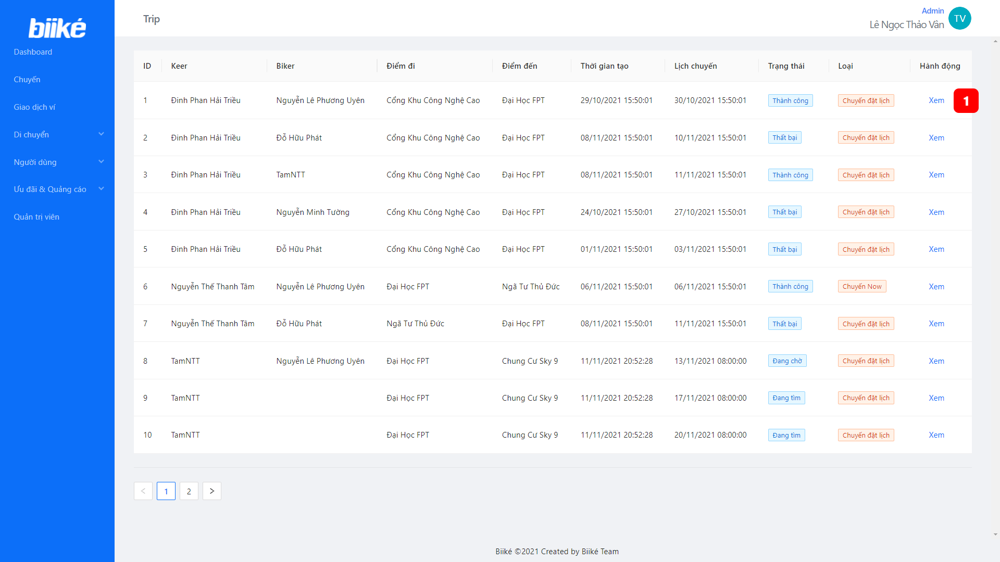 biiké
Dashboard
Chuyến
Giao dịch ví
Di chuyển
Người dùng
Ưu đãi & Quảng cáo
Quản trị viên
Trip
Admin
Lê Ngọc Thảo Vân
TV
ID Keer Biker Điểm đi Điểm đến Thời gian tạo Lịch chuyến Trạng thái Loại Hành động
1 Đinh Phan Hải Triều Nguyễn Lê Phương Uyên Cổng Khu Công Nghệ Cao Đại Học FPT 29/10/2021 15:50:01 30/10/2021 15:50:01 Thành công Chuyến đặt lịch Xem 1
2 Đinh Phan Hải Triều Đỗ Hữu Phát Cổng Khu Công Nghệ Cao Đại Học FPT 08/11/2021 15:50:01 10/11/2021 15:50:01 Thất bại Chuyến đặt lịch Xem
3 Đinh Phan Hải Triều TamNTT Cổng Khu Công Nghệ Cao Đại Học FPT 08/11/2021 15:50:01 11/11/2021 15:50:01 Thành công Chuyến đặt lịch Xem
4 Đinh Phan Hải Triều Nguyễn Minh Tường Cổng Khu Công Nghệ Cao Đại Học FPT 24/10/2021 15:50:01 27/10/2021 15:50:01 Thất bại Chuyến đặt lịch Xem
5 Đinh Phan Hải Triều Đỗ Hữu Phát Cổng Khu Công Nghệ Cao Đại Học FPT 01/11/2021 15:50:01 03/11/2021 15:50:01 Thất bại Chuyến đặt lịch Xem
6 Nguyễn Thế Thanh Tâm Nguyễn Lê Phương Uyên Đại Học FPT Ngã Tư Thủ Đức 06/11/2021 15:50:01 06/11/2021 15:50:01 Thành công Chuyến Now Xem
7 Nguyễn Thế Thanh Tâm Đỗ Hữu Phát Ngã Tư Thủ Đức Đại Học FPT 08/11/2021 15:50:01 11/11/2021 15:50:01 Thất bại Chuyến đặt lịch Xem
8 TamNTT Nguyễn Lê Phương Uyên Đại Học FPT Chung Cư Sky 9 11/11/2021 20:52:28 13/11/2021 08:00:00 Đang chờ Chuyến đặt lịch Xem
9 TamNTT Đại Học FPT Chung Cư Sky 9 11/11/2021 20:52:28 17/11/2021 08:00:00 Đang tìm Chuyến đặt lịch Xem
10 TamNTT Đại Học FPT Chung Cư Sky 9 11/11/2021 20:52:28 20/11/2021 08:00:00 Đang tìm Chuyến đặt lịch Xem
< 1 2 >
Biiké ©2021 Created by Biiké Team